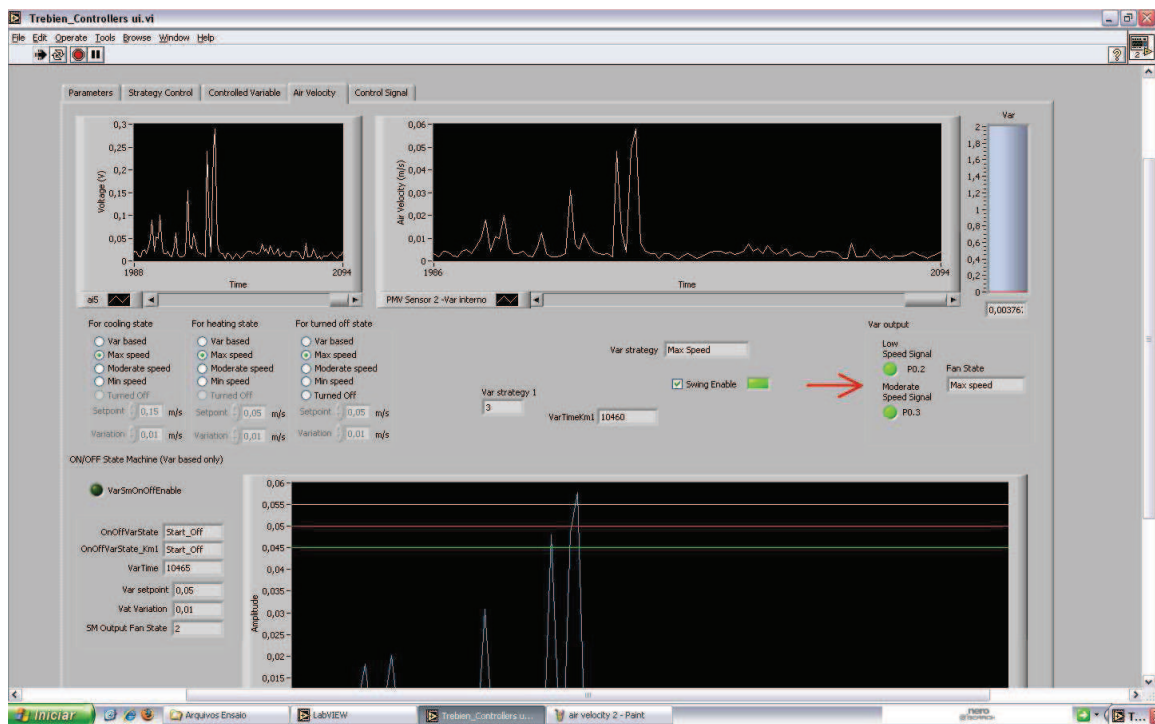 Trebien_Controllers ui.vi
File Edit Operate Tools Browse Window Help
2
Parameters Strategy Control Controlled Variable Air Velocity Control Signal
0,3
0,25
0,2
0,15
0,1
0,05
0
Voltage (V)
1988 2094
Time
ai5
0,06
0,05
0,04
0,03
0,02
0,01
0
Air Velocity (m/s)
1986 2094
Time
PMV Sensor 2 -Var interno
Var
2
1,8
1,6
1,4
1,2
1
0,8
0,6
0,4
0,2
0
0,00376
For cooling state
Var based
Max speed
Moderate speed
Min speed
Turned Off
Setpoint 0,15 m/s
Variation 0,01 m/s
For heating state
Var based
Max speed
Moderate speed
Min speed
Turned Off
Setpoint 0,05 m/s
Variation 0,01 m/s
For turned off state
Var based
Max speed
Moderate speed
Min speed
Turned Off
Setpoint 0,05 m/s
Variation 0,01 m/s
Var strategy Max Speed
Swing Enable
Var strategy 1
3
VarTimeKm1 10460
Var output
Low
Speed Signal
P0.2
Moderate
Speed Signal
P0.3
Fan State
Max speed
ON/OFF State Machine (Var based only)
VarSmOnOffEnable
OnOffVarState Start_Off
OnOffVarState_Km1 Start_Off
VarTime 10465
Var setpoint 0,05
Vat Variation 0,01
SM Output Fan State 2
0,06
0,055
0,05
0,045
0,04
0,035
0,03
0,025
0,02
0,015
Amplitude
Iniciar Arquivos Ensaio LabVIEW Trebien_Controllers u... air velocity 2 - Paint nero T...